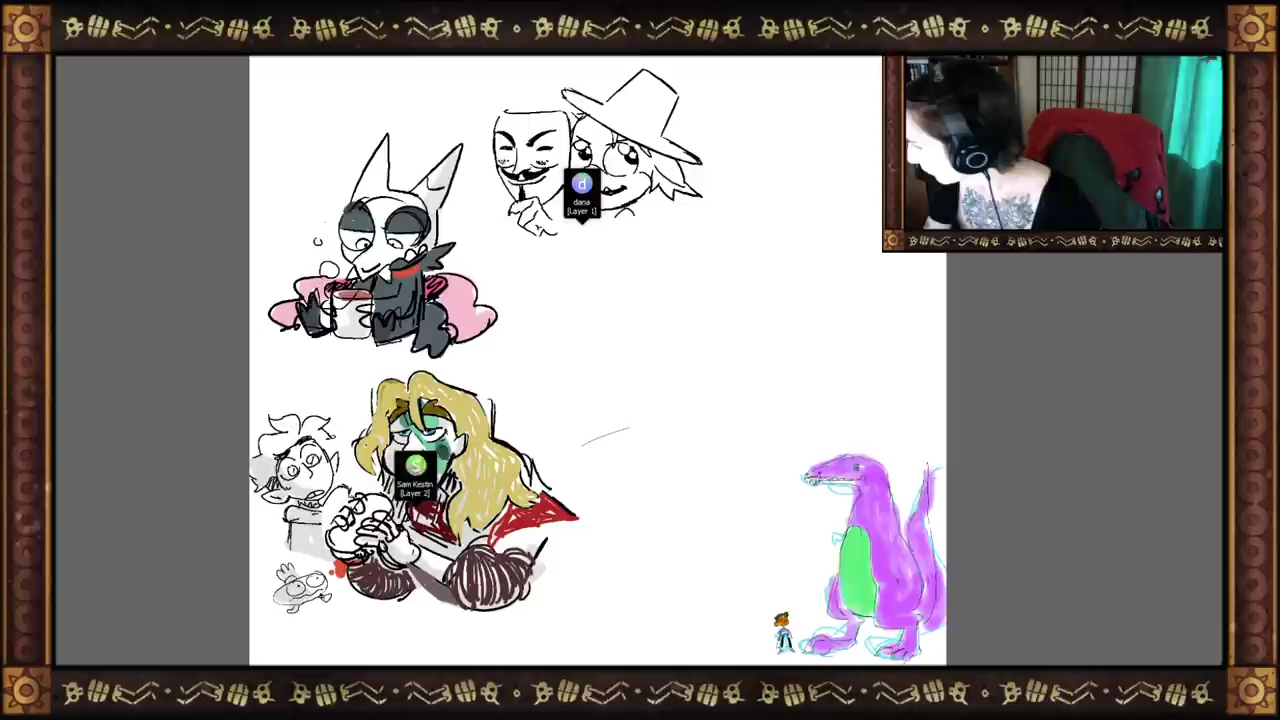 d
dana
[Layer 1]
S
Sam Kestin
[Layer 2]